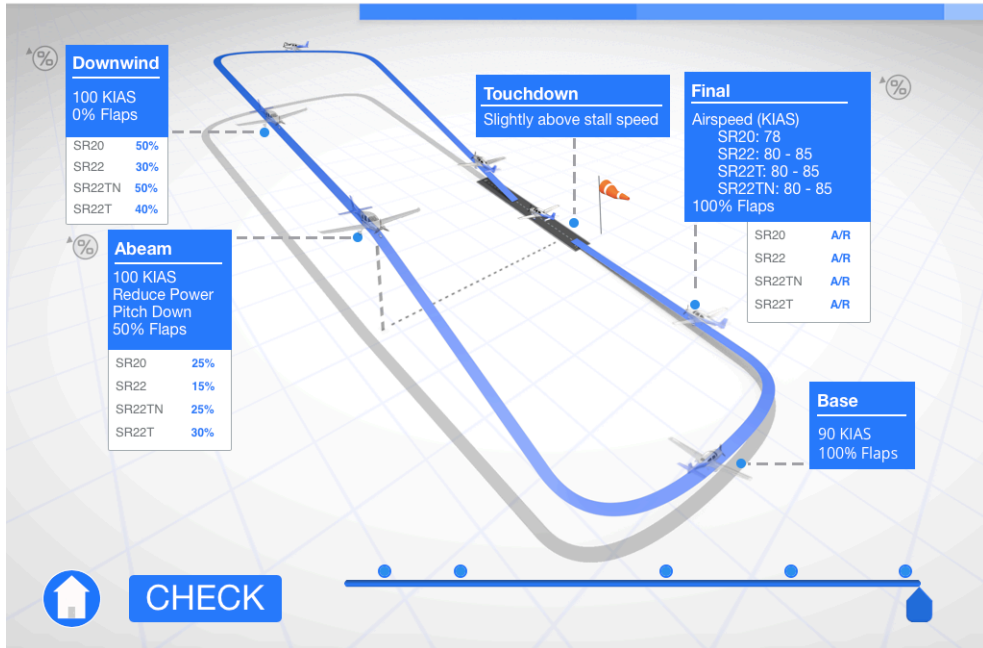 %
Downwind
100 KIAS
0% Flaps
SR20 50%
SR22 30%
SR22TN 50%
SR22T 40%
%
Abeam
100 KIAS
Reduce Power
Pitch Down
50% Flaps
SR20 25%
SR22 15%
SR22TN 25%
SR22T 30%
Touchdown
Slightly above stall speed
Final
Airspeed (KIAS)
SR20: 78
SR22: 80 - 85
SR22T: 80 - 85
SR22TN: 80 - 85
100% Flaps
%
SR20 A/R
SR22 A/R
SR22TN A/R
SR22T A/R
Base
90 KIAS
100% Flaps
CHECK